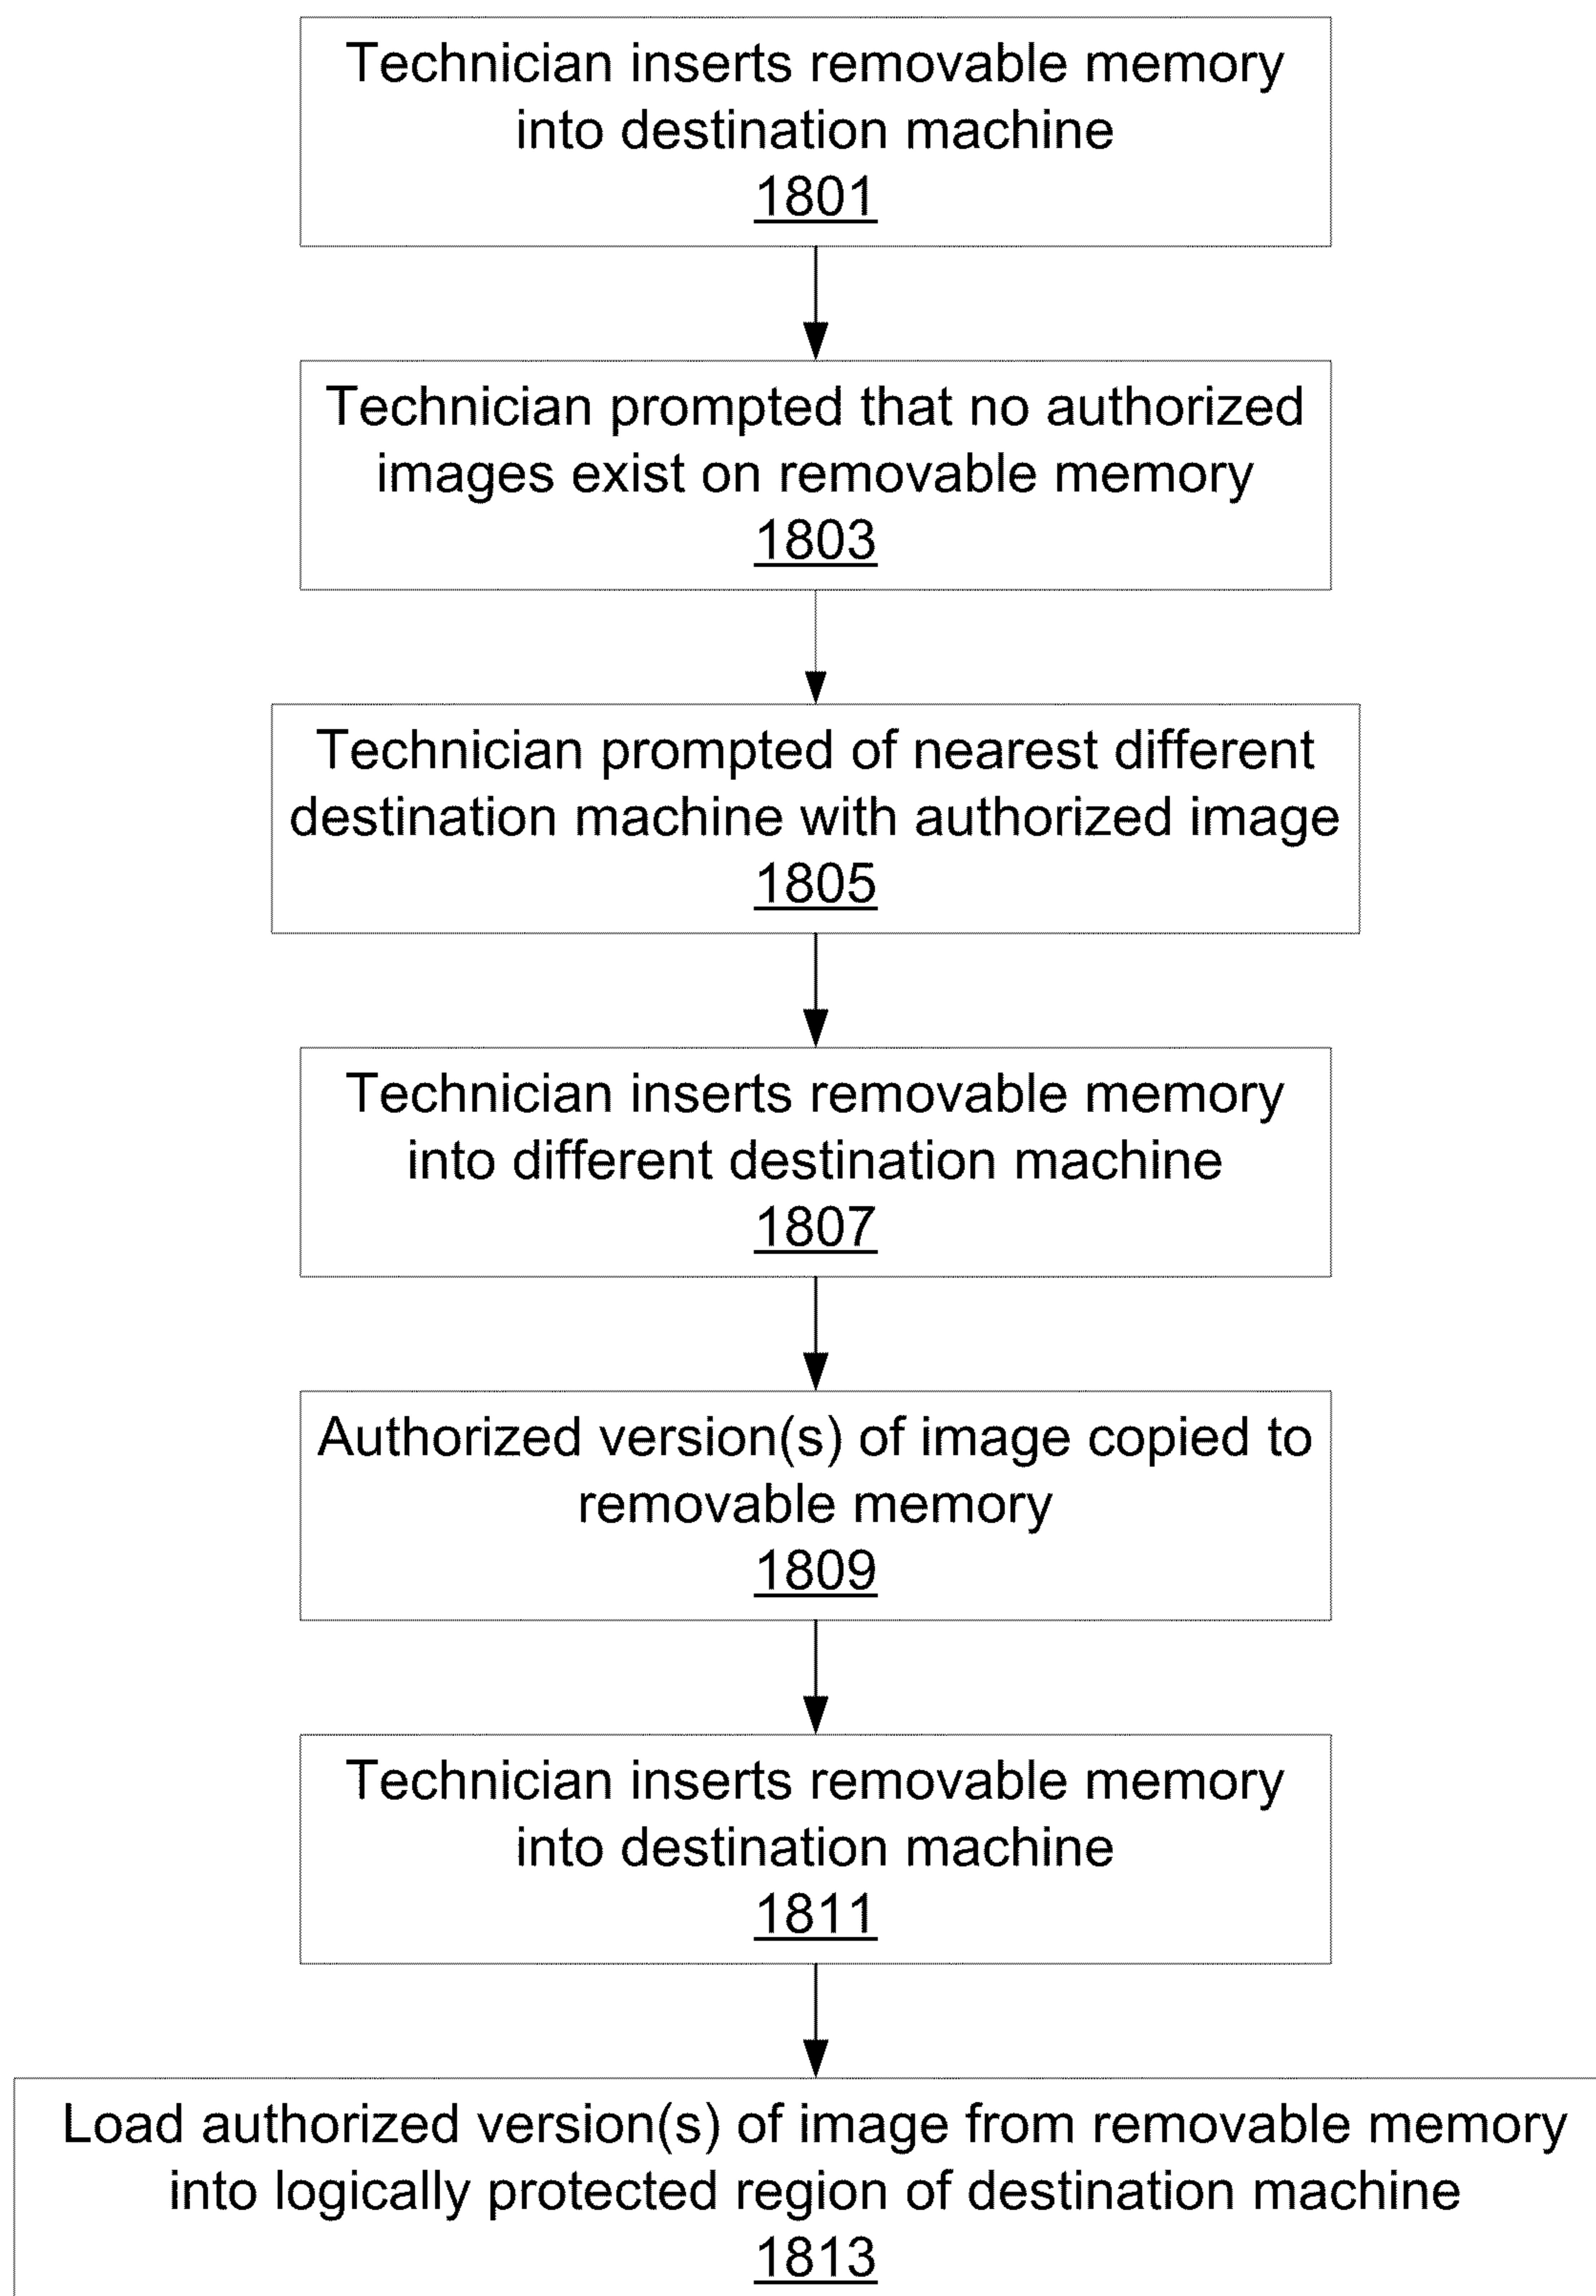 Technician inserts removable memory
into destination machine
1801
Technician prompted that no authorized
images exist on removable memory
1803
Technician prompted of nearest different
destination machine with authorized image
1805
Technician inserts removable memory
into different destination machine
1807
Authorized version(s) of image copied to
removable memory
1809
Technician inserts removable memory
into destination machine
1811
Load authorized version(s) of image from removable memory
into logically protected region of destination machine
1813